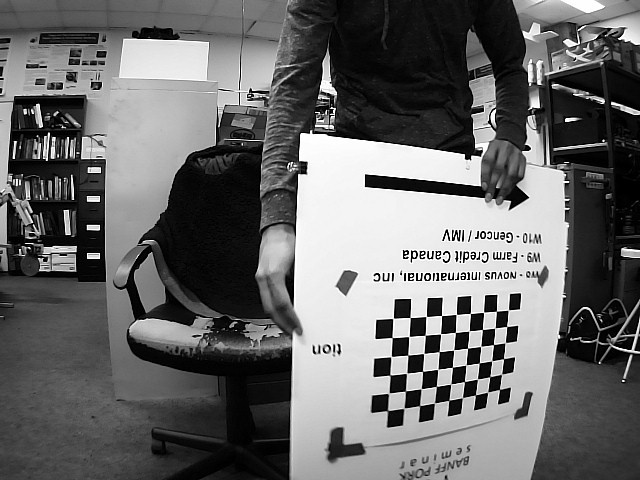 BANFF PORK
seminar
tion
W8 - Novus International, Inc
W9 - Farm Credit Canada
W10 - Gencor / IMV